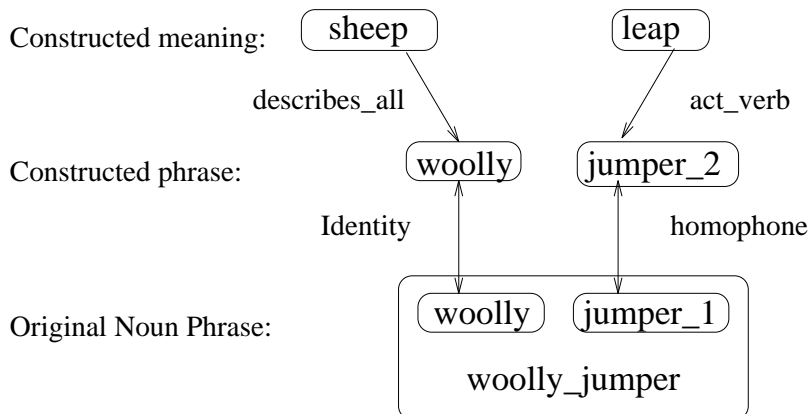 Constructed meaning: sheep leap
describes_all act_verb
Constructed phrase: woolly jumper_2
Identity homophone
Original Noun Phrase: woolly jumper_1
woolly_jumper